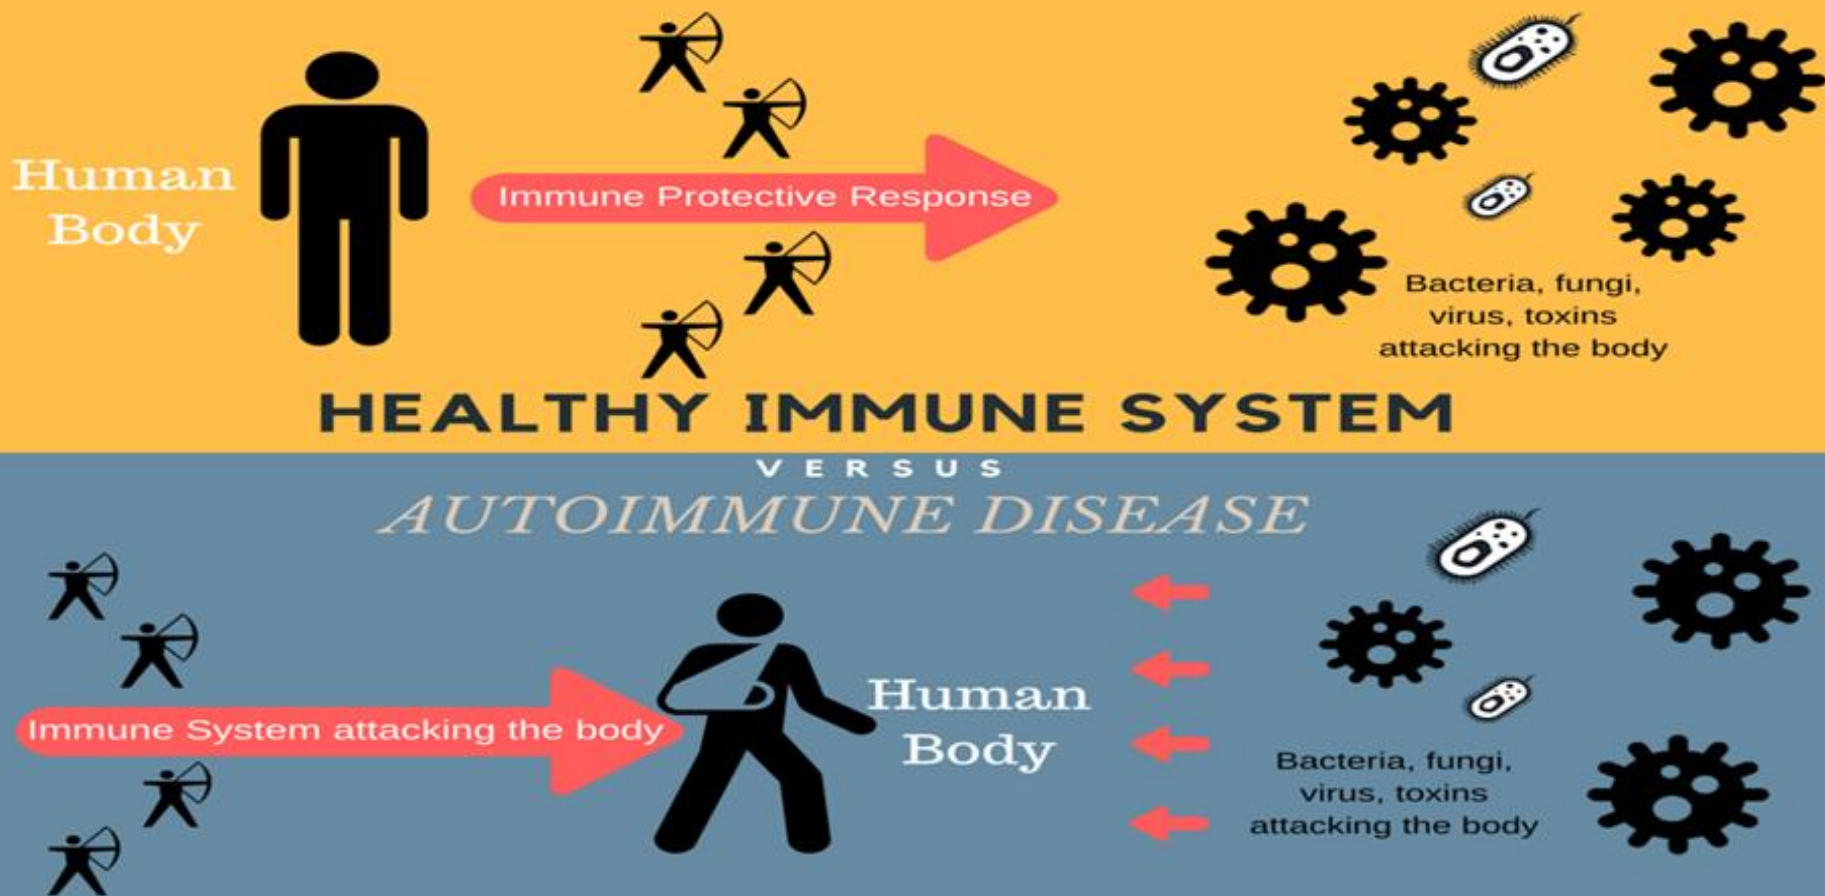 Human
Body
Immune Protective Response
Bacteria, fungi,
virus, toxins
attacking the body
HEALTHY IMMUNE SYSTEM
VERSUS
AUTOIMMUNE DISEASE
Immune System attacking the body
Human
Body
Bacteria, fungi,
virus, toxins
attacking the body